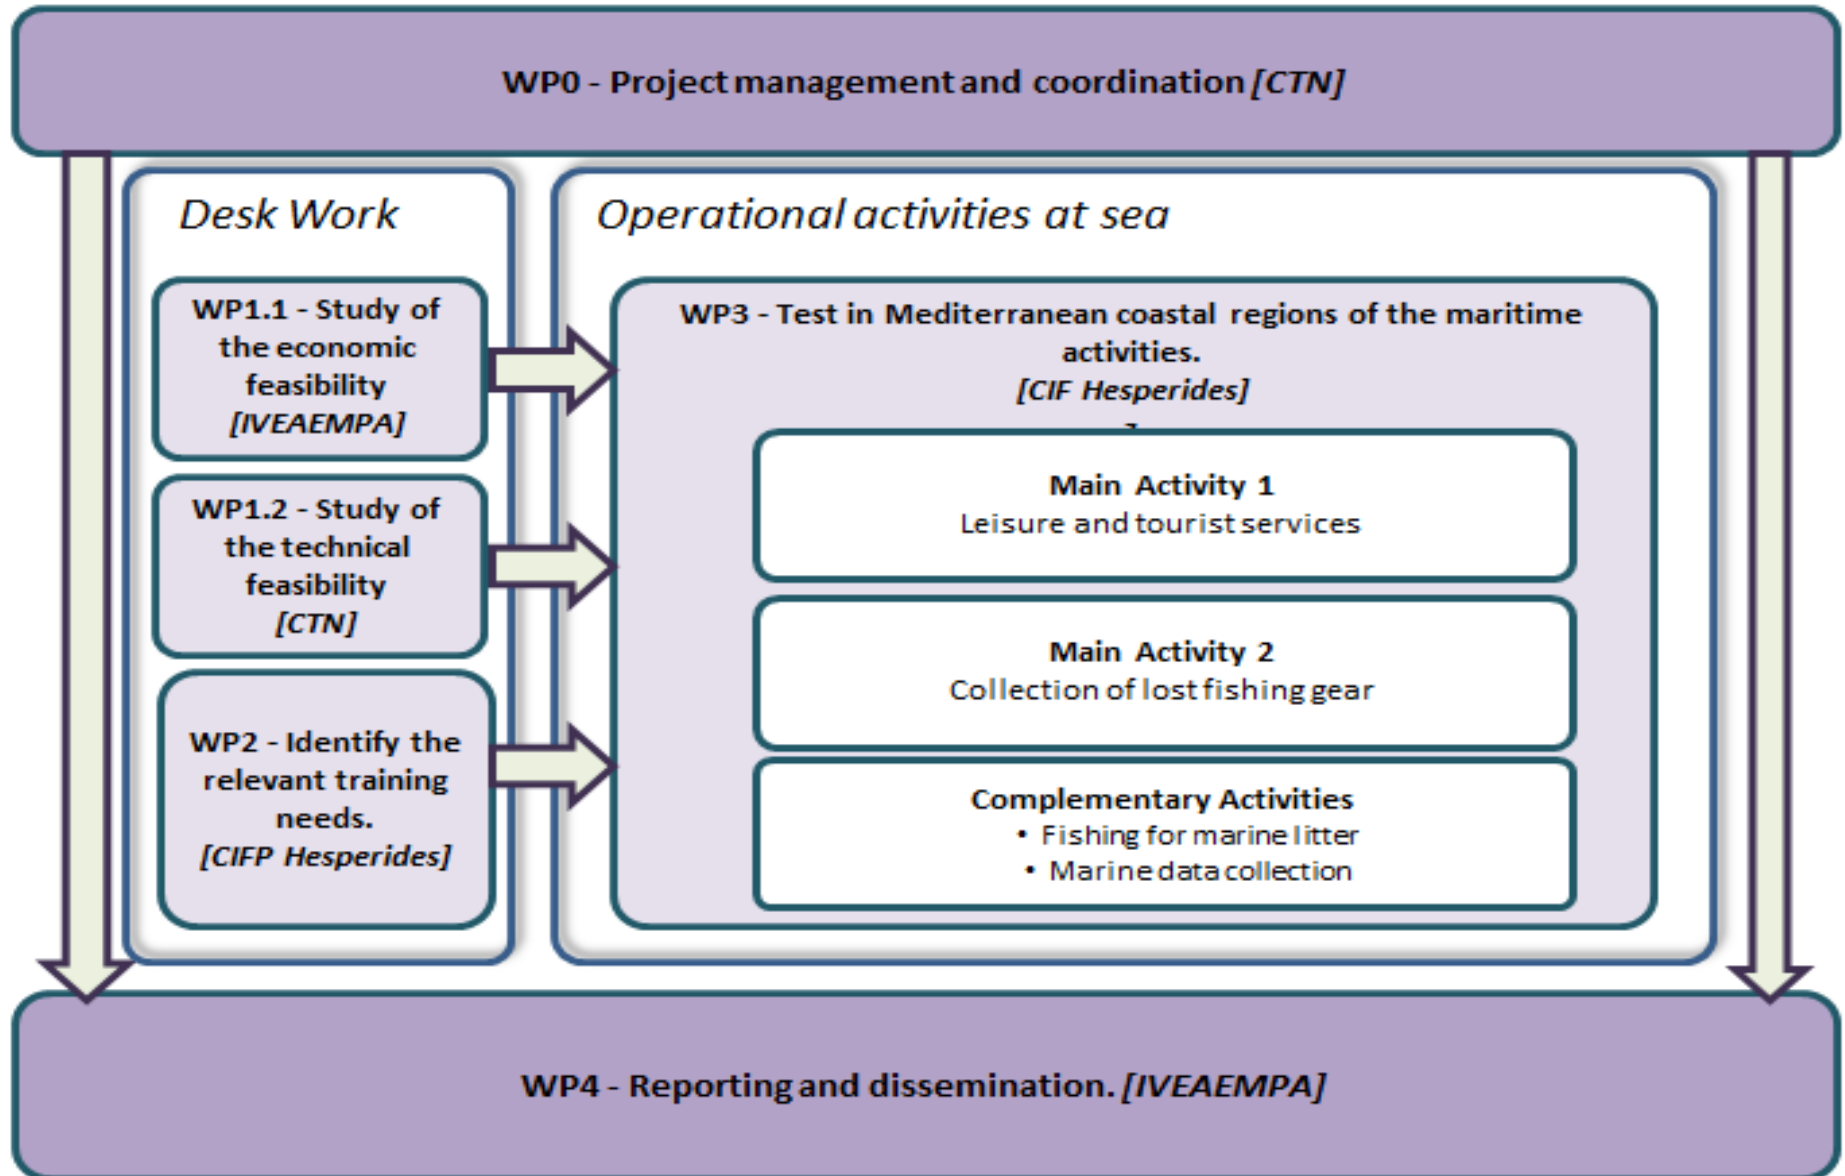 WP0 - Project management and coordination [CTN]
Desk Work
WP1.1 - Study of
the economic
feasibility
[IVEAEMPA]
WP1.2 - Study of
the technical
feasibility
[CTN]
WP2 - Identify the
relevant training
needs.
[CIFP Hesperides]
Operational activities at sea
WP3 - Test in Mediterranean coastal regions of the maritime
activities.
[CIF Hesperides]
Main Activity 1
Leisure and tourist services
Main Activity 2
Collection of lost fishing gear
Complementary Activities
• Fishing for marine litter
• Marine data collection
WP4 - Reporting and dissemination. [IVEAEMPA]